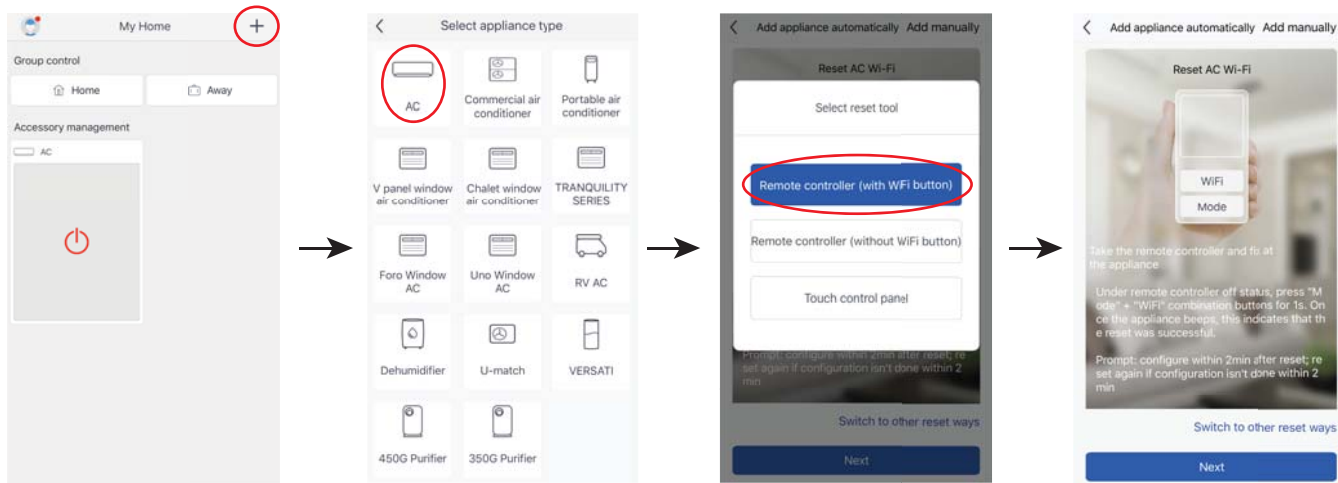 My Home
+
Group control
Home
Away
Accessory management
AC
Select appliance type
AC
Commercial air
conditioner
Portable air
conditioner
V panel window
air conditioner
Chalet window
air conditioner
TRANQUILITY
SERIES
Foro Window
AC
Uno Window
AC
RV AC
Dehumidifier
U-match
VERSATI
450G Purifier
350G Purifier
Add appliance automatically Add manually
Reset AC Wi-Fi
Select reset tool
Remote controller (with WiFi button)
Remote controller (without WiFi button)
Touch control panel
Prompt: configure within 2min after reset; re
set again if configuration isn't done within 2
min
Switch to other reset ways
Next
Add appliance automatically Add manually
Reset AC Wi-Fi
WiFi
Mode
Take the remote controller and fix at
the appliance
Under remote controller off status, press "M
ode" + "WiFi" combination buttons for 1s. On
ce the appliance beeps, this indicates that th
e reset was successful.
Prompt: configure within 2min after reset; re
set again if configuration isn't done within 2
min
Switch to other reset ways
Next